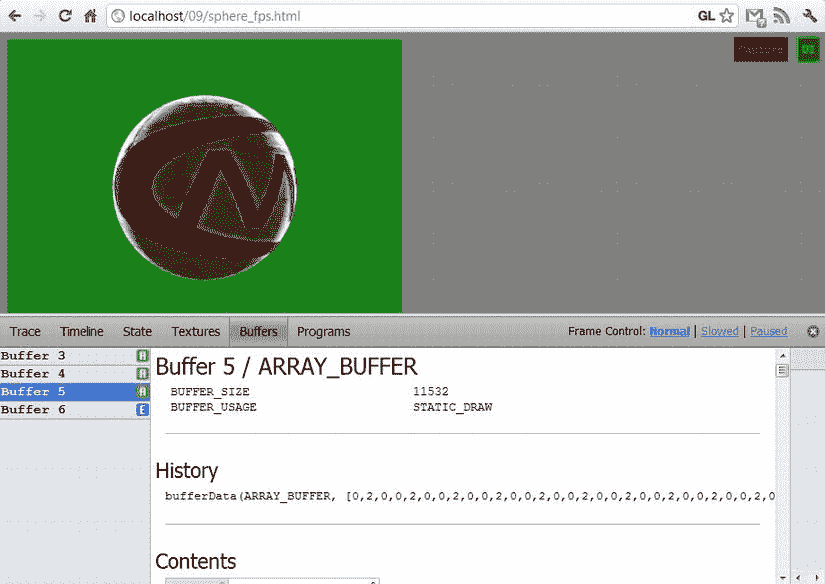 localhost/09/sphere_fps.html GL
Capture UI
CM
Trace Timeline State Textures Buffers Programs Frame Control: Normal | Slowed | Paused
Buffer 3 A
Buffer 4 A
Buffer 5 A
Buffer 6 E
Buffer 5 / ARRAY_BUFFER
BUFFER_SIZE 11532
BUFFER_USAGE STATIC_DRAW
History
bufferData(ARRAY_BUFFER, [0,2,0,0,2,0,0,2,0,0,2,0,0,2,0,0,2,0,0,2,0,0,2,0,0,2,0,0,2,0
Contents